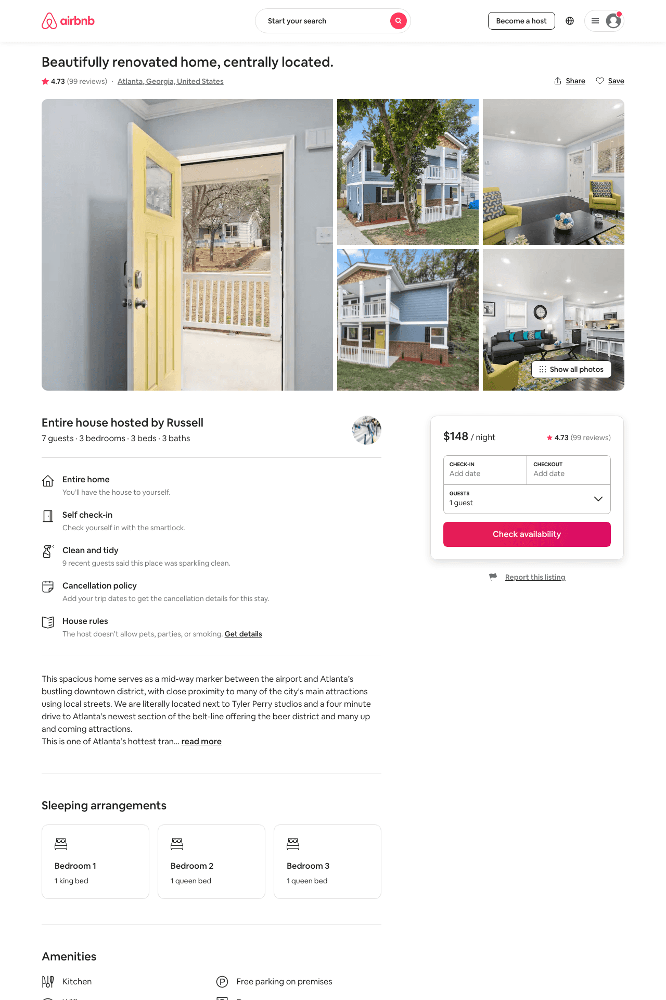 airbnb
Start your search
Become a host
Beautifully renovated home, centrally located.
4.73 (99 reviews) · Atlanta, Georgia, United States
Share
Save
Show all photos
Entire house hosted by Russell
7 guests · 3 bedrooms · 3 beds · 3 baths
Entire home
You’ll have the house to yourself.
Self check-in
Check yourself in with the smartlock.
Clean and tidy
9 recent guests said this place was sparkling clean.
Cancellation policy
Add your trip dates to get the cancellation details for this stay.
House rules
The host doesn’t allow pets, parties, or smoking. Get details
$148 / night
4.73 (99 reviews)
CHECK-IN
Add date
CHECKOUT
Add date
GUESTS
1 guest
Check availability
Report this listing
This spacious home serves as a mid-way marker between the airport and Atlanta’s
bustling downtown district, with close proximity to many of the city's main attractions
using local streets. We are literally located next to Tyler Perry studios and a four minute
drive to Atlanta’s newest section of the belt-line offering the beer district and many up
and coming attractions.
This is one of Atlanta’s hottest tran... read more
Sleeping arrangements
Bedroom 1
1 king bed
Bedroom 2
1 queen bed
Bedroom 3
1 queen bed
Amenities
Kitchen
Free parking on premises
Wifi